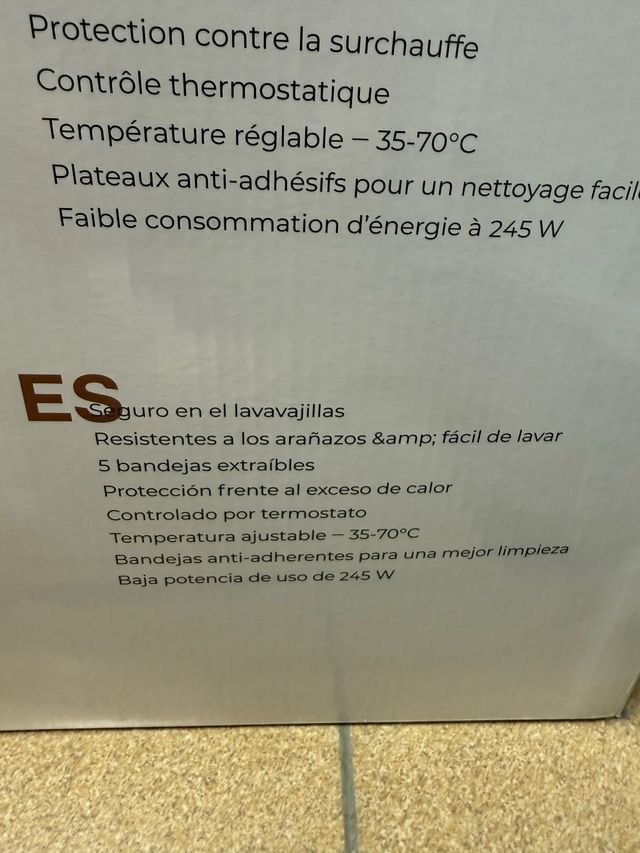 Protection contre la surchauffe
Contrôle thermostatique
Température réglable – 35-70°C
Plateaux anti-adhésifs pour un nettoyage facile
Faible consommation d'énergie à 245 W
ES
Seguro en el lavavajillas
Resistentes a los arañazos &amp; fácil de lavar
5 bandejas extraíbles
Protección frente al exceso de calor
Controlado por termostato
Temperatura ajustable – 35-70°C
Bandejas anti-adherentes para una mejor limpieza
Baja potencia de uso de 245 W